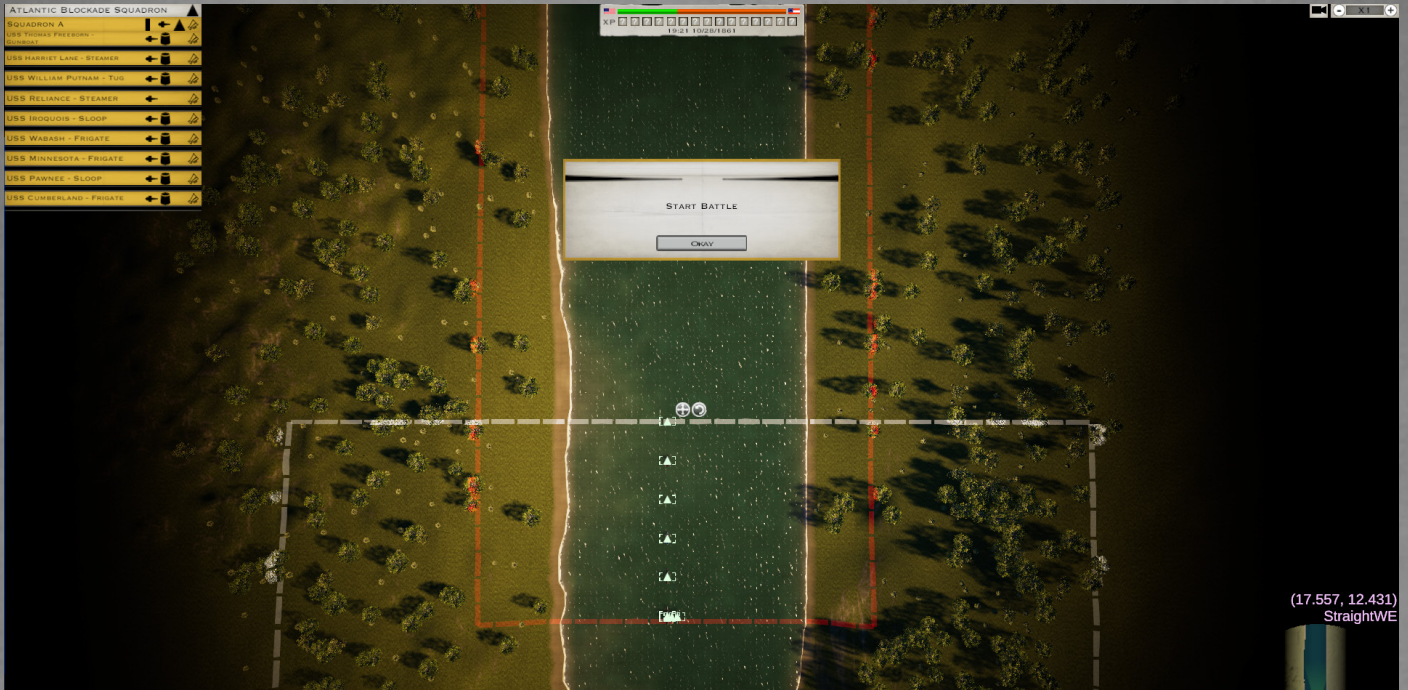 Atlantic Blockade Squadron
Squadron A
USS Thomas Freeborn -
Gunboat
USS Harriet Lane - Steamer
USS William Putnam - Tug
USS Reliance - Steamer
USS Iroquois - Sloop
USS Wabash - Frigate
USS Minnesota - Frigate
USS Pawnee - Sloop
USS Cumberland - Frigate
XP
19:21 10/28/1861
X1
Start Battle
Okay
(17.557, 12.431)
StraightWE